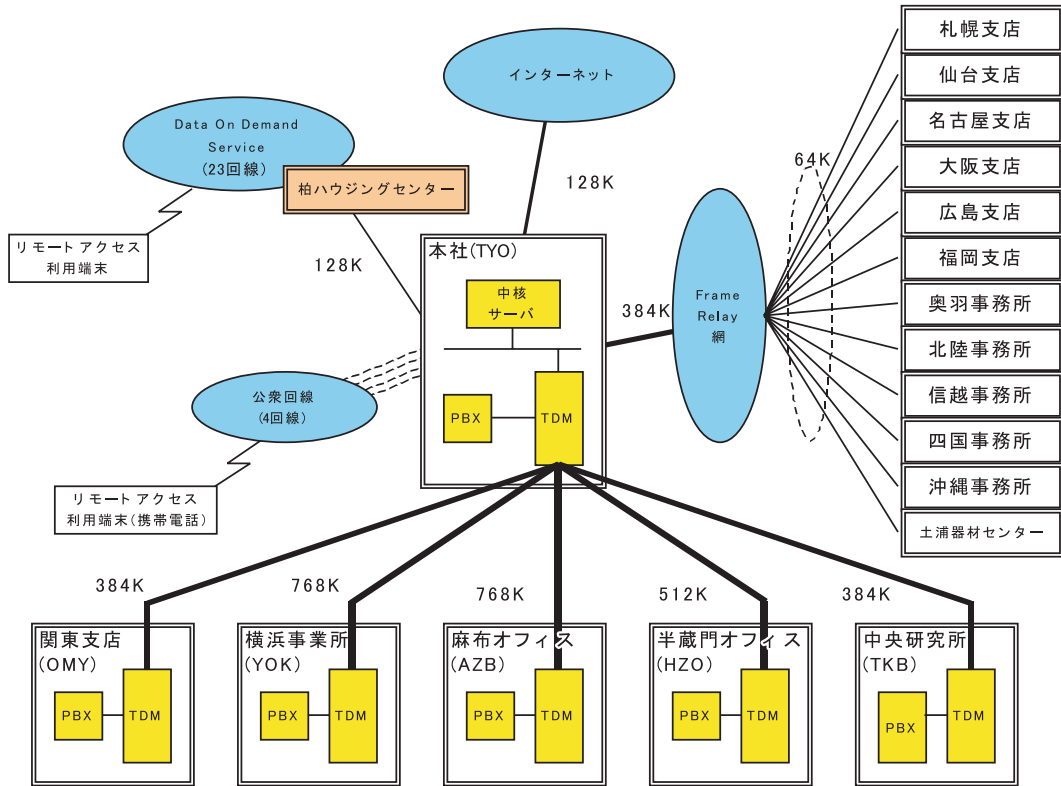 インターネット
Data On Demand
Service
(23回線)
柏ハウジングセンター
リモートアクセス
利用端末
128K
128K
本社(TYO)
中核
サーバ
PBX
TDM
384K
Frame
Relay
網
64K
公衆回線
(4回線)
リモートアクセス
利用端末(携帯電話)
札幌支店
仙台支店
名古屋支店
大阪支店
広島支店
福岡支店
奥羽事務所
北陸事務所
信越事務所
四国事務所
沖縄事務所
土浦器材センター
384K
768K
768K
512K
384K
関東支店
(OMY)
PBX
TDM
横浜事業所
(YOK)
PBX
TDM
麻布オフィス
(AZB)
PBX
TDM
半蔵門オフィス
(HZO)
PBX
TDM
中央研究所
(TKB)
PBX
TDM